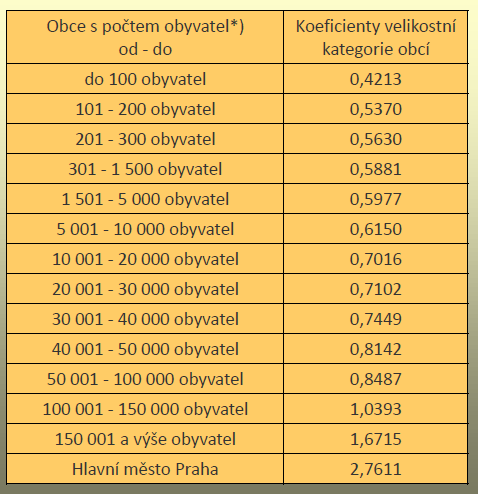 Obce s počtem obyvatel*)
od - do
Koeficienty velikostní
kategorie obcí
do 100 obyvatel 0,4213
101 - 200 obyvatel 0,5370
201 - 300 obyvatel 0,5630
301 - 1 500 obyvatel 0,5881
1 501 - 5 000 obyvatel 0,5977
5 001 - 10 000 obyvatel 0,6150
10 001 - 20 000 obyvatel 0,7016
20 001 - 30 000 obyvatel 0,7102
30 001 - 40 000 obyvatel 0,7449
40 001 - 50 000 obyvatel 0,8142
50 001 - 100 000 obyvatel 0,8487
100 001 - 150 000 obyvatel 1,0393
150 001 a výše obyvatel 1,6715
Hlavní město Praha 2,7611